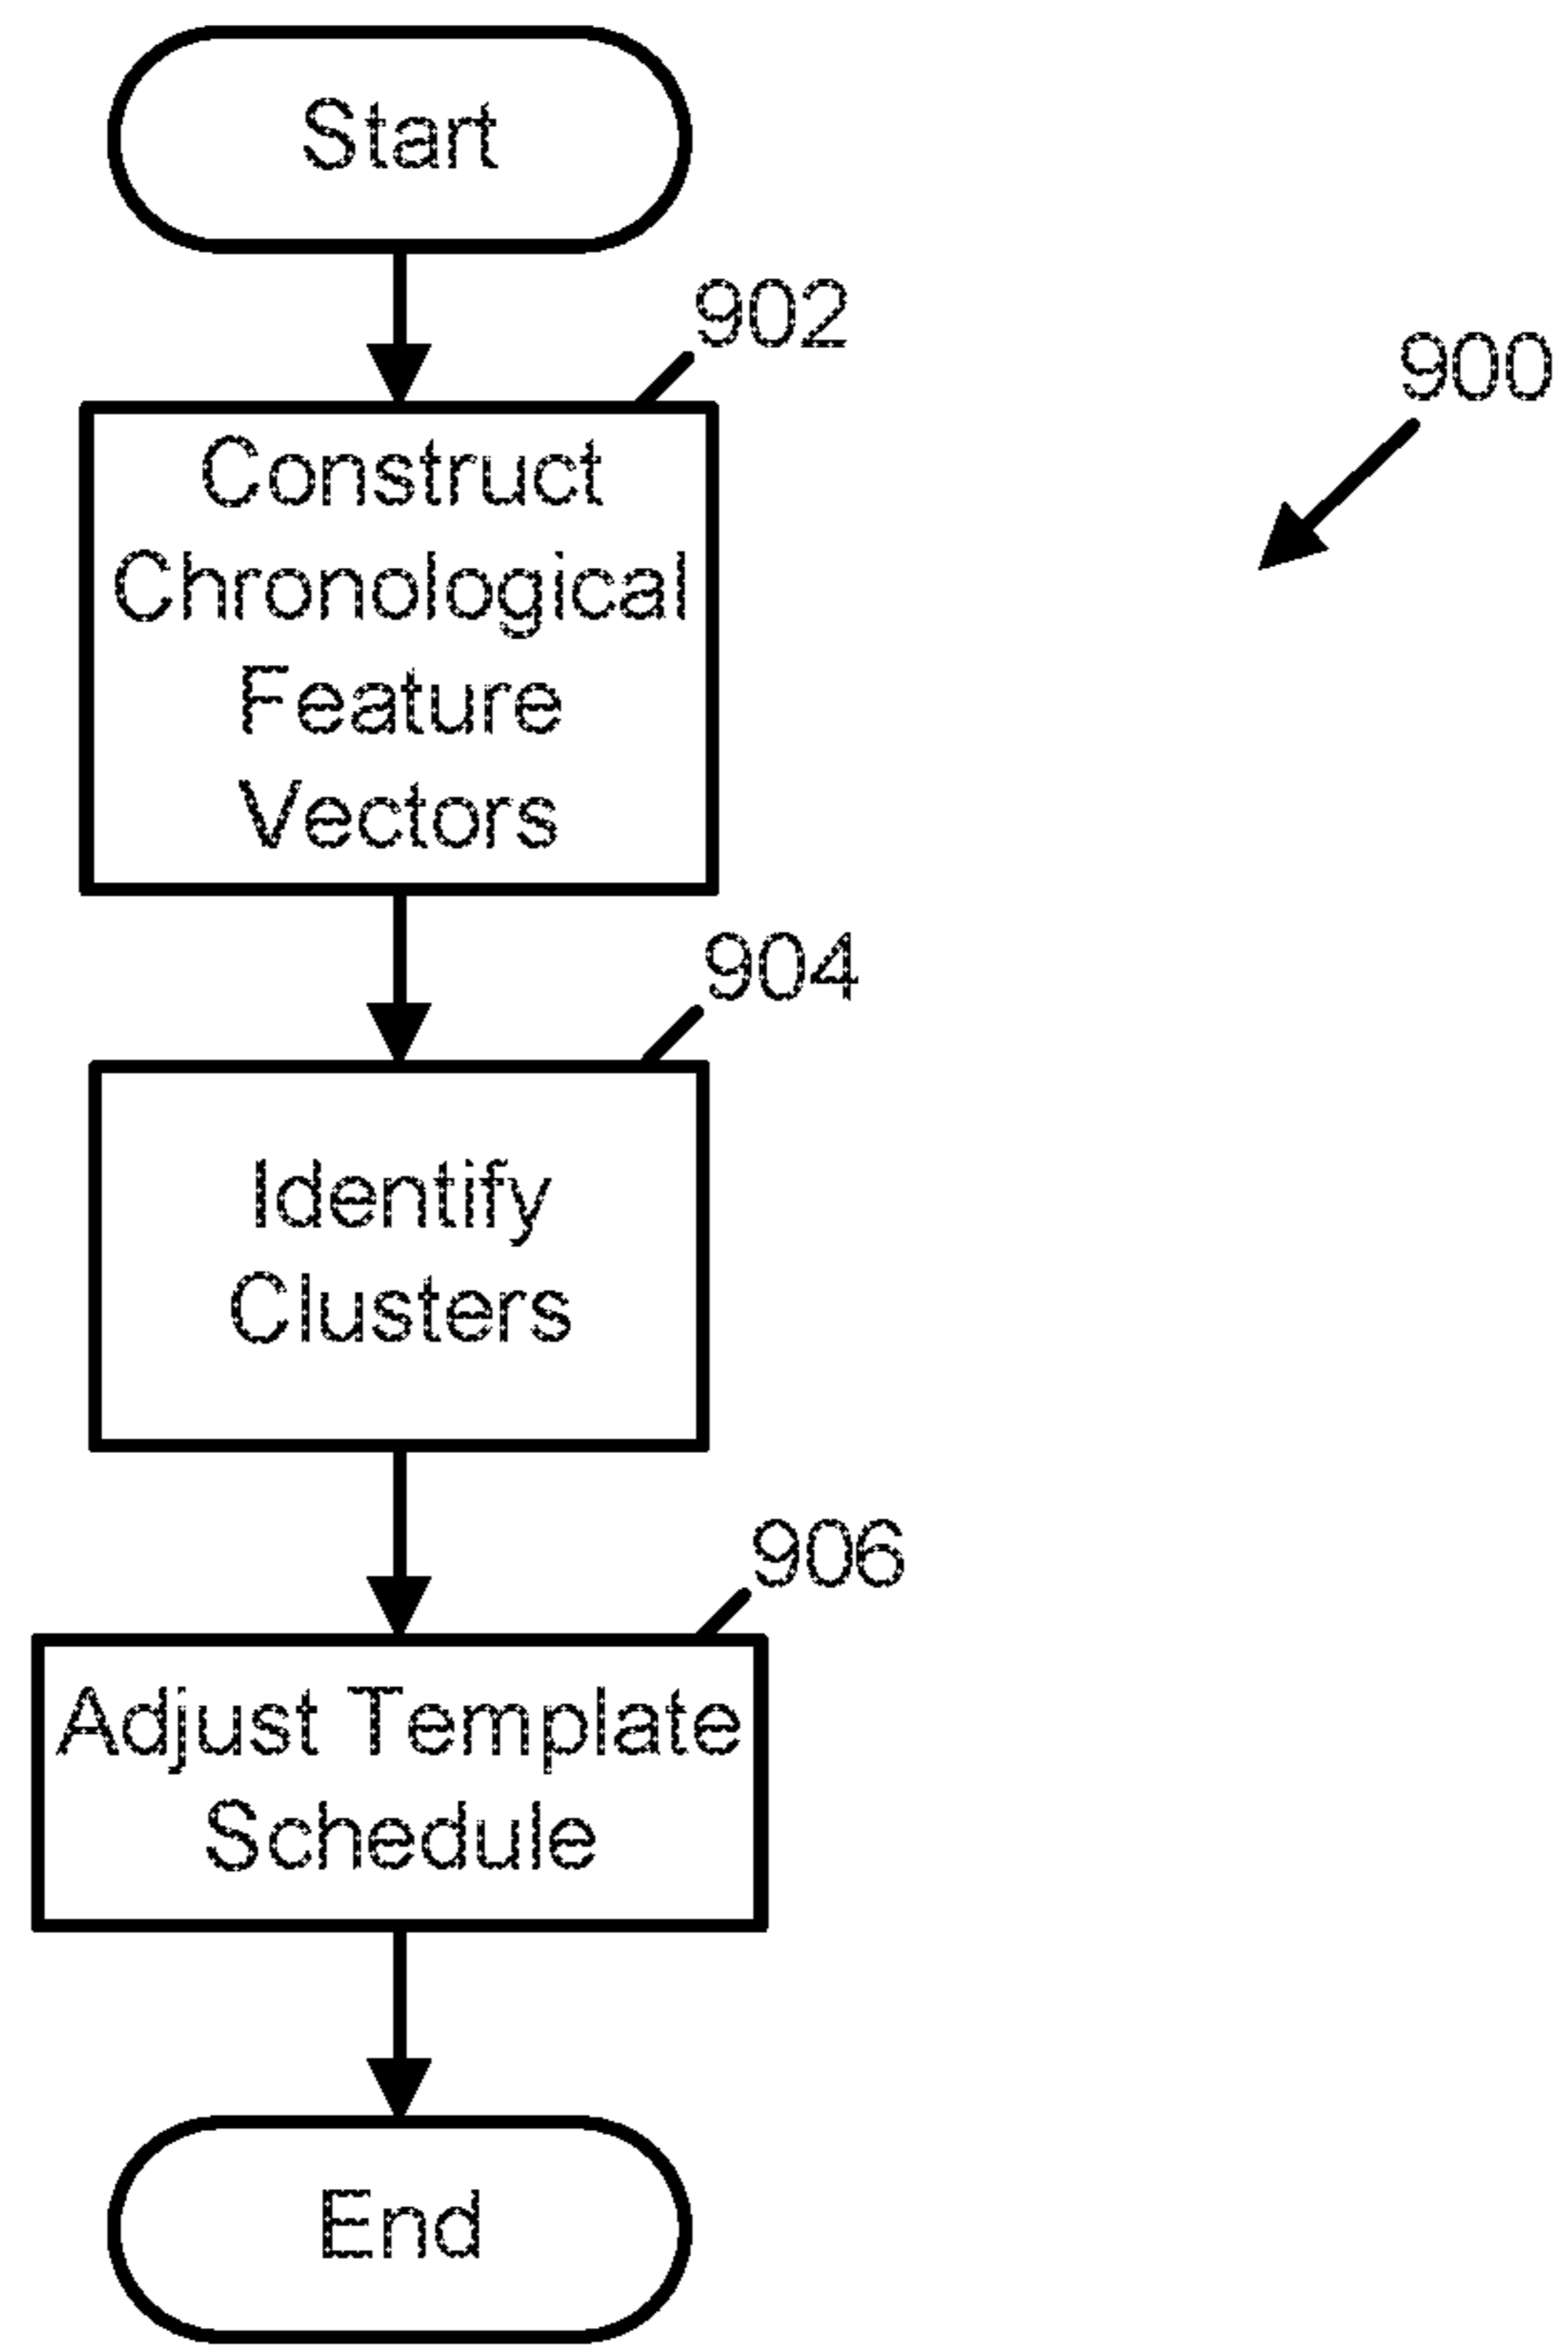 Start
902
900
Construct
Chronological
Feature
Vectors
904
Identify
Clusters
906
Adjust Template
Schedule
End